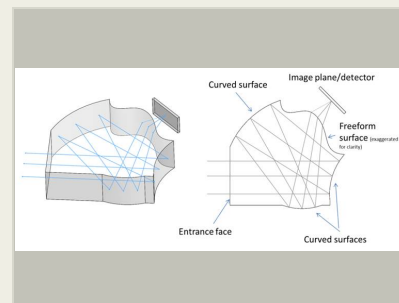 Image plane/detector
Curved surface
Freeform
surface (exaggerated
for clarity)
Entrance face
Curved surfaces